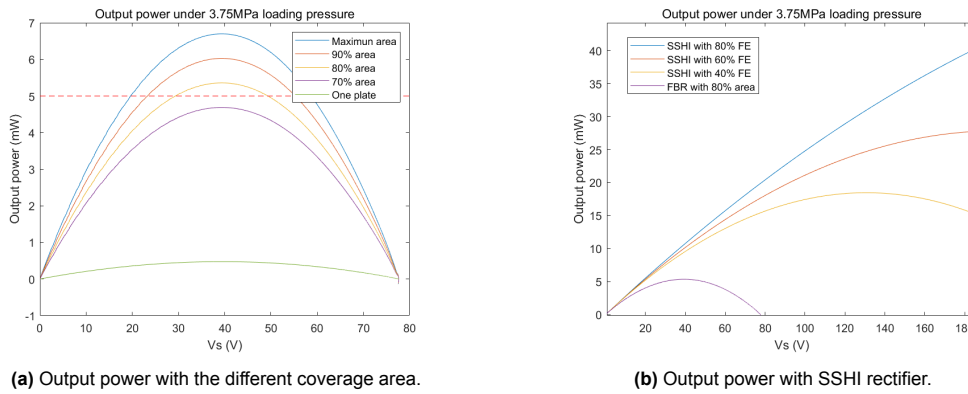 Output power under 3.75MPa loading pressure
7
6
5
4
3
2
1
0
-1
Output power (mW)
Maximun area
90% area
80% area
70% area
One plate
0 10 20 30 40 50 60 70 80
Vs (V)
(a) Output power with the different coverage area.
Output power under 3.75MPa loading pressure
40
35
30
25
20
15
10
5
0
Output power (mW)
SSHI with 80% FE
SSHI with 60% FE
SSHI with 40% FE
FBR with 80% area
20 40 60 80 100 120 140 160 180
Vs (V)
(b) Output power with SSHI rectifier.